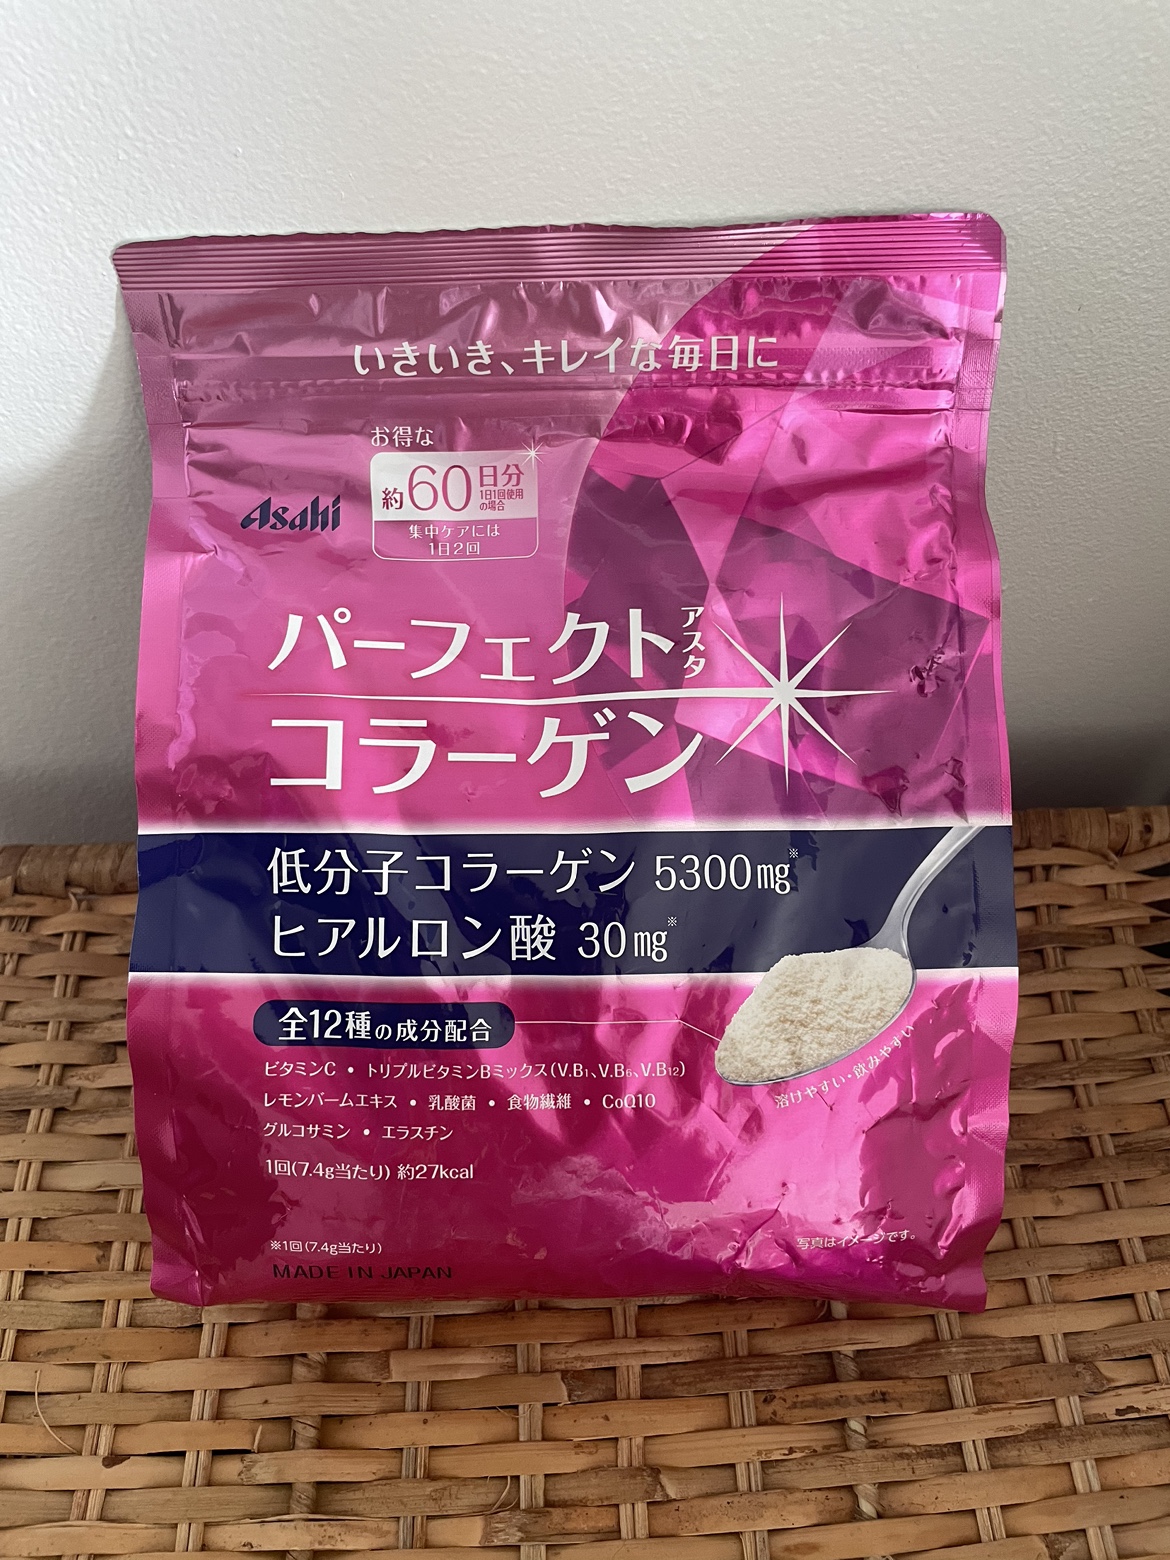 いきいき、キレイな毎日に
お得な
約60日分
1日1回使用
の場合
集中ケアには
1日2回
Asahi
パーフェクト
アスタ
コラーゲン
低分子コラーゲン 5300mg※
ヒアルロン酸 30mg※
全12種の成分配合
ビタミンC • トリプルビタミンBミックス(V.B1、V.B6、V.B12)
レモンバームエキス • 乳酸菌 • 食物繊維 • CoQ10
グルコサミン • エラスチン
1回(7.4g当たり) 約27kcal
溶けやすい・飲みやすい
写真はイメージです。
※1回(7.4g当たり)
MADE IN JAPAN